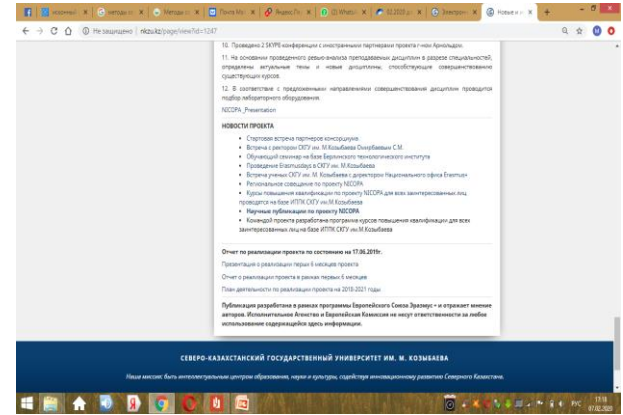 Не защищено | nkzu.kz/page/view?id=1247
10. Проведено 2 SKYPE конференции с иностранными партнерами проекта г-ном Арнольдом.
11. На основании проведенного ревью-анализа преподаваемых дисциплин в разрезе специальностей,
определены актуальные темы и новые дисциплины, способствующие совершенствованию
существующих курсов.
12. В соответствие с предложенными направлениями совершенствования дисциплин проводится
подбор лабораторного оборудования.
NICOPA_Presentation
НОВОСТИ ПРОЕКТА
Стартовая встреча партнеров консорциума
Встреча с ректором СКГУ им. М.Козыбаева Омирбаевым С.М.
Обучающий семинар на базе Берлинского технологического института
Проведение Erasmusdays в СКГУ им. М.Козыбаева
Встреча ученых СКГУ им. М. Козыбаева с директором Национального офиса Erasmus+
Региональное совещание по проекту NICOPA
Курсы повышения квалификации по проекту NICOPA для всех заинтересованных лиц
проводятся на базе ИППК СКГУ им.М.Козыбаева
Научные публикации по проекту NICOPA
Командой проекта разработана программа курсов повышения квалификации для всех
заинтересованных лиц на базе ИППК СКГУ им.М.Козыбаева
Отчет по реализации проекта по состоянию на 17.06.2019г.
Презентация о реализации первых 6 месяцев проекта
Отчет о реализации проекта в рамках первых 6 месяцев
План деятельности по реализации проекта на 2018-2021 годы
Публикация разработана в рамках программы Европейского Союза Эразмус + и отражает мнение
авторов. Исполнительное Агенство и Европейская Комиссия не несут ответственности за любое
использование содержащейся здесь информации.
СЕВЕРО-КАЗАХСТАНСКИЙ ГОСУДАРСТВЕННЫЙ УНИВЕРСИТЕТ ИМ. М. КОЗЫБАЕВА
Наша миссия: быть интеллектуальным центром образования, науки и культуры, содействуя инновационному развитию Северного Казахстана.
07.02.2020